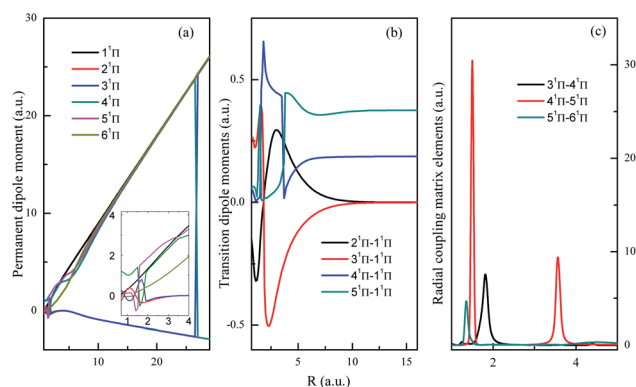 (a)
30
20
10
0
10
20
Permanent dipole moment (a.u.)
1¹Π
2¹Π
3¹Π
4¹Π
5¹Π
6¹Π
4
2
0
1
2
3
4
(b)
0.5
0.0
-0.5
0
5
10
15
Transition dipole moments (a.u.)
2¹Π-1¹Π
3¹Π-1¹Π
4¹Π-1¹Π
5¹Π-1¹Π
R (a.u.)
(c)
30
20
10
0
2
4
Radial coupling matrix elements (a.u.)
3¹Π-4¹Π
4¹Π-5¹Π
5¹Π-6¹Π